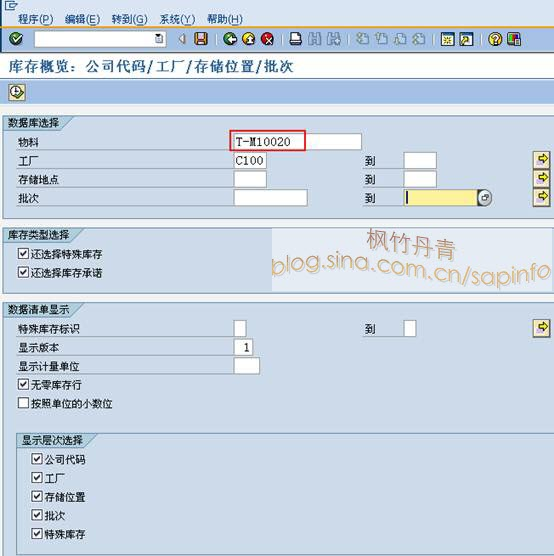 程序(P) 编辑(E) 转到(G) 系统(Y) 帮助(H)
库存概览: 公司代码/工厂/存储位置/批次
数据库选择
物料 T-M10020
工厂 C100 到
存储地点 到
批次 到
库存类型选择
还选择特殊库存
还选择库存承诺
枫竹丹青
blog.sina.com.cn/sapinfo
数据清单显示
特殊库存标识 到
显示版本 1
显示计量单位
无零库存行
按照单位的小数位
显示层次选择
公司代码
工厂
存储位置
批次
特殊库存